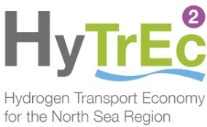 HyTrEc 2
Hydrogen Transport Economy
for the North Sea Region